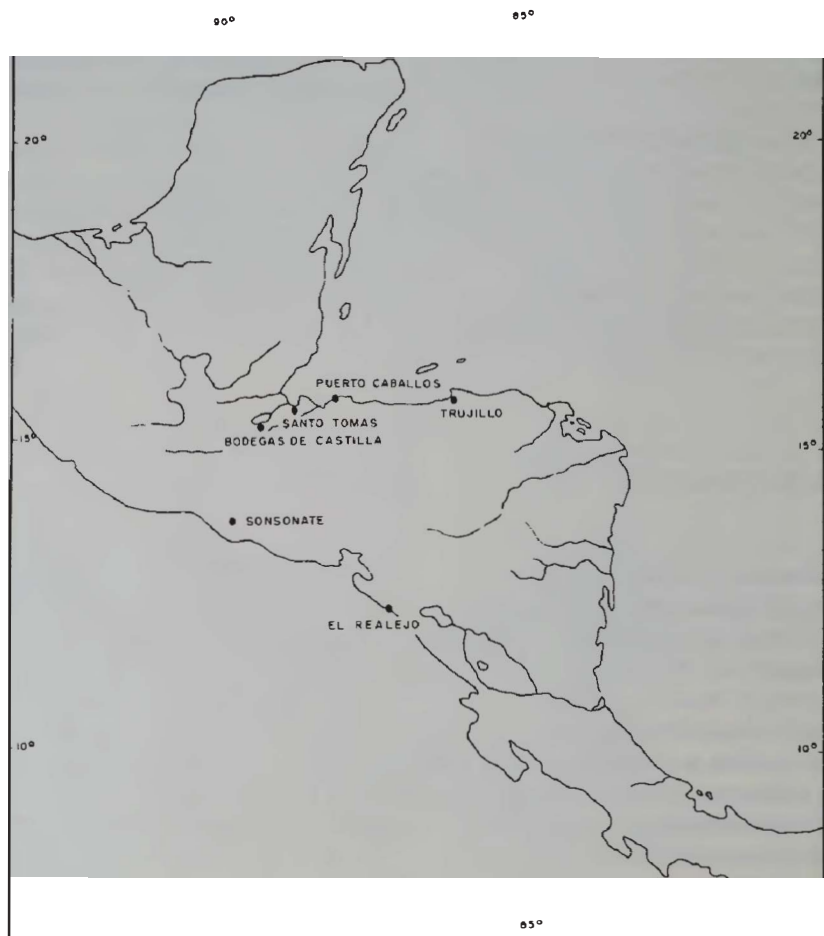 90° 85°
20° 20°
PUERTO CABALLOS
TRUJILLO
SANTO TOMAS
BODEGAS DE CASTILLA
15° 15°
SONSONATE
EL REALEJO
10° 10°
85°